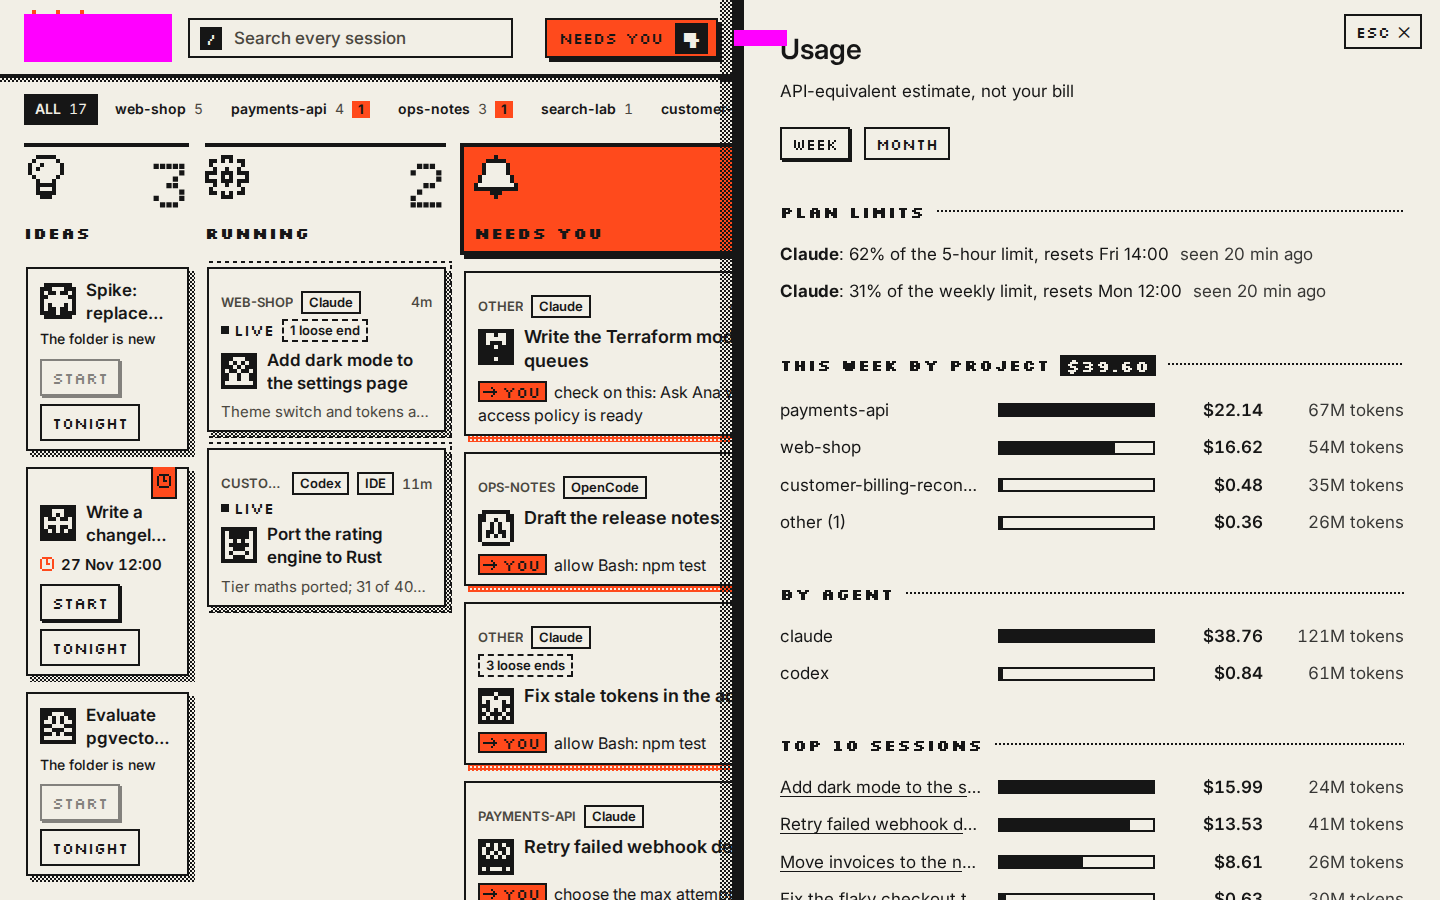 Search every session
NEEDS YOU 4
ALL 17
web-shop 5
payments-api 4 1
ops-notes 3 1
search-lab 1
customer-
3
IDEAS
2
RUNNING
NEEDS YOU
Spike:
replace...
The folder is new
START
TONIGHT
Write a
changel...
27 Nov 12:00
START
TONIGHT
Evaluate
pgvecto...
The folder is new
START
TONIGHT
WEB-SHOP Claude 4m
LIVE 1 loose end
Add dark mode to
the settings page
Theme switch and tokens a...
CUSTO... Codex IDE 11m
LIVE
Port the rating
engine to Rust
Tier maths ported; 31 of 40...
OTHER Claude
Write the Terraform mod
queues
→ YOU check on this: Ask Ana
access policy is ready
OPS-NOTES OpenCode
Draft the release notes
→ YOU allow Bash: npm test
OTHER Claude
3 loose ends
Fix stale tokens in the
→ YOU allow Bash: npm test
PAYMENTS-API Claude
Retry failed webhook de
→ YOU choose the max attemp
Usage
ESC ×
API-equivalent estimate, not your bill
WEEK MONTH
PLAN LIMITS
Claude: 62% of the 5-hour limit, resets Fri 14:00 seen 20 min ago
Claude: 31% of the weekly limit, resets Mon 12:00 seen 20 min ago
THIS WEEK BY PROJECT $39.60
payments-api $22.14 67M tokens
web-shop $16.62 54M tokens
customer-billing-recon... $0.48 35M tokens
other (1) $0.36 26M tokens
BY AGENT
claude $38.76 121M tokens
codex $0.84 61M tokens
TOP 10 SESSIONS
Add dark mode to the s... $15.99 24M tokens
Retry failed webhook d... $13.53 41M tokens
Move invoices to the n... $8.61 26M tokens
Fix the flaky checkout t... $0.63 30M tokens